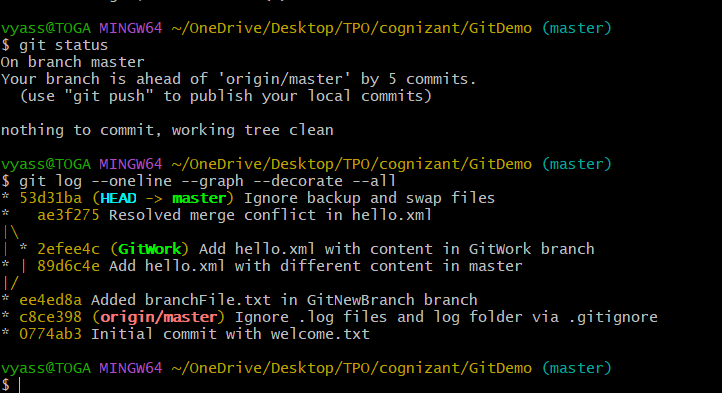 vyass@TOGA MINGW64 ~/OneDrive/Desktop/TPO/cognizant/GitDemo (master)
$ git status
On branch master
Your branch is ahead of 'origin/master' by 5 commits.
  (use "git push" to publish your local commits)

nothing to commit, working tree clean

vyass@TOGA MINGW64 ~/OneDrive/Desktop/TPO/cognizant/GitDemo (master)
$ git log --oneline --graph --decorate --all
* 53d31ba (HEAD -> master) Ignore backup and swap files
*   ae3f275 Resolved merge conflict in hello.xml
|\
| * 2efee4c (GitWork) Add hello.xml with content in GitWork branch
* | 89d6c4e Add hello.xml with different content in master
|/
* ee4ed8a Added branchFile.txt in GitNewBranch branch
* c8ce398 (origin/master) Ignore .log files and log folder via .gitignore
* 0774ab3 Initial commit with welcome.txt

vyass@TOGA MINGW64 ~/OneDrive/Desktop/TPO/cognizant/GitDemo (master)
$